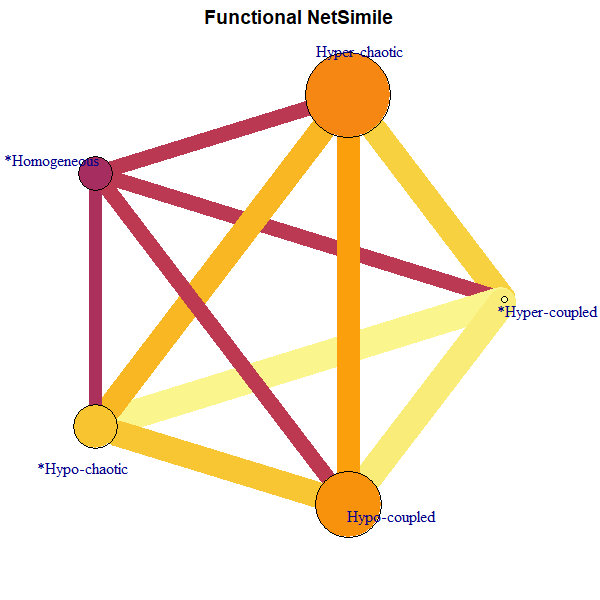 Functional NetSimile
Hyper-chaotic
*Homogeneous
*Hyper-coupled
*Hypo-chaotic
Hypo-coupled